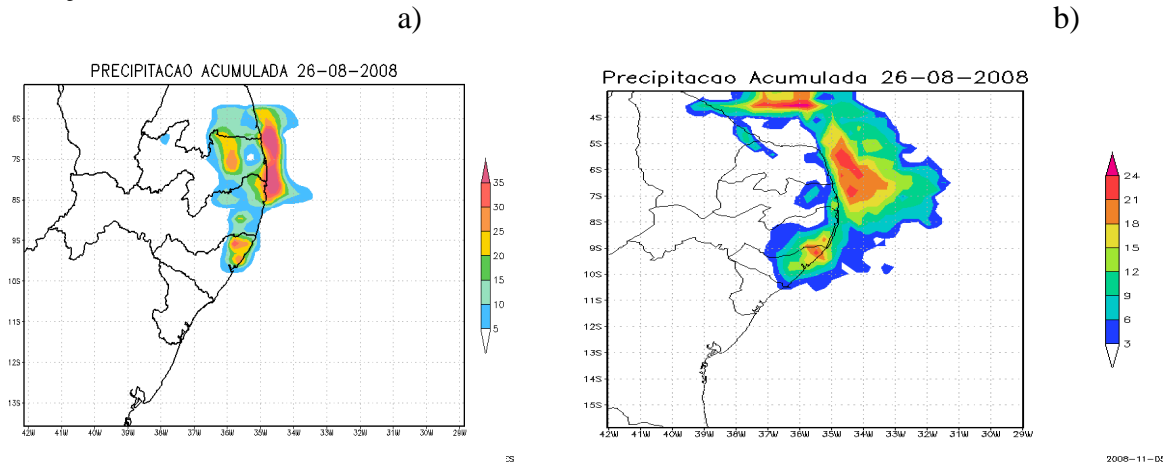 a)
b)
PRECIPITACAO ACUMULADA 26-08-2008
6S
7S
8S
9S
10S
11S
12S
13S
42W 41W 40W 39W 38W 37W 36W 35W 34W 33W 32W 31W 30W 29W
35
30
25
20
15
10
5
Precipitacao Acumulada 26-08-2008
4S
5S
6S
7S
8S
9S
10S
11S
12S
13S
14S
15S
42W 41W 40W 39W 38W 37W 36W 35W 34W 33W 32W 31W 30W 29W
24
21
18
15
12
9
6
3
2008-11-05